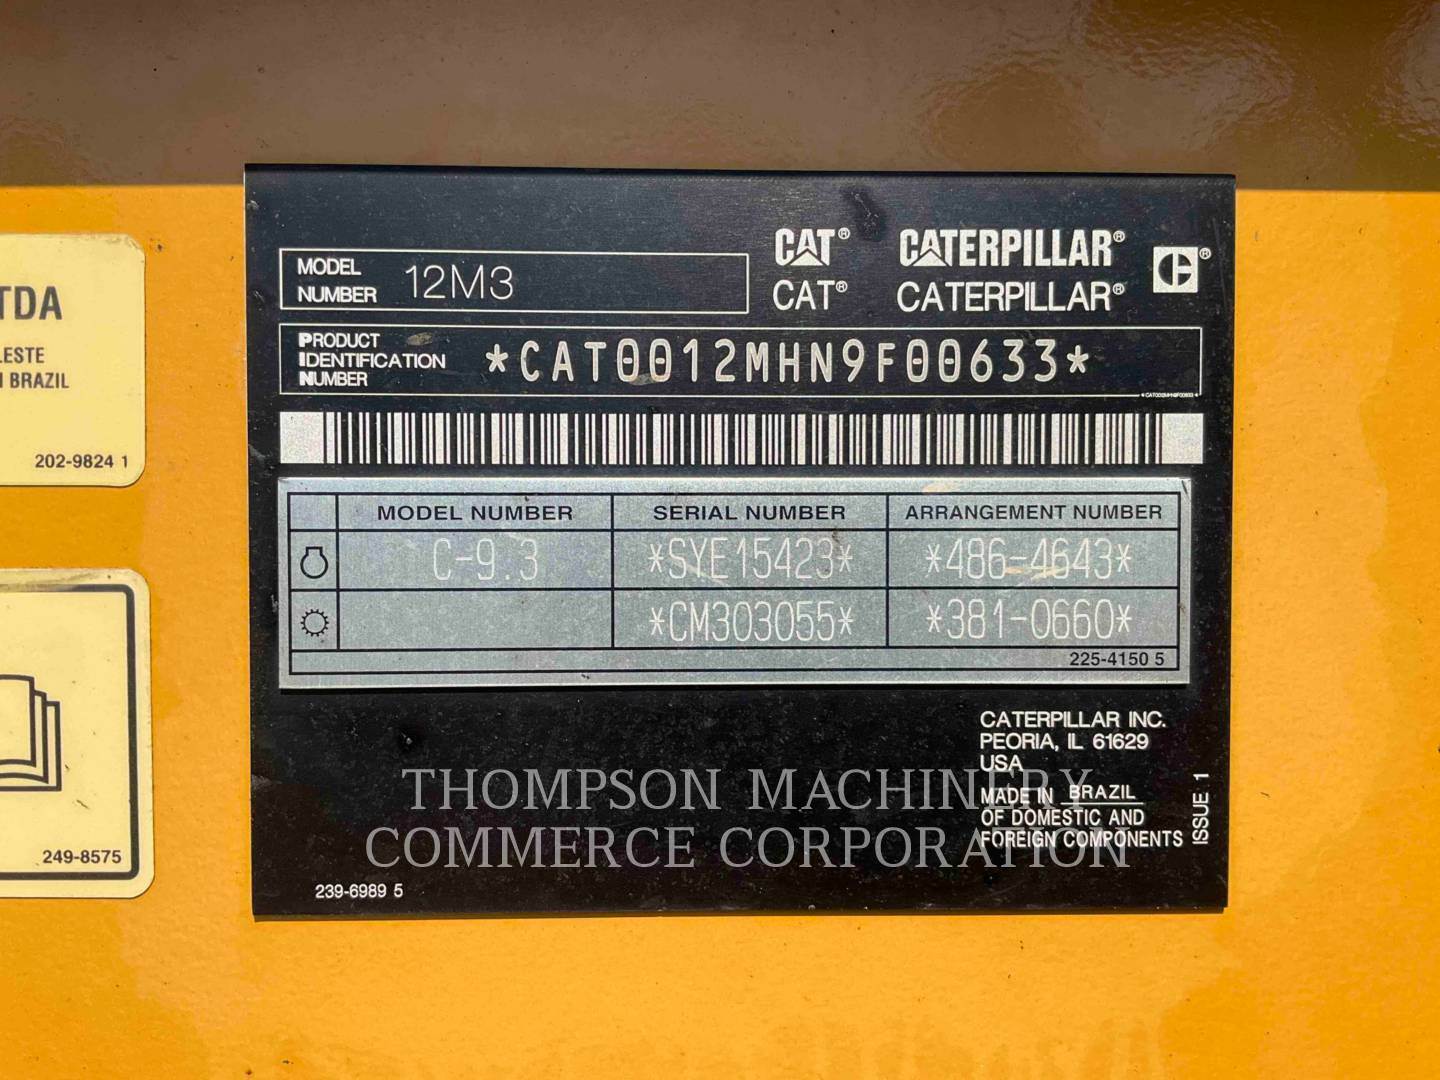 TDA
LESTE
BRAZIL
202-9824 1
249-8575
MODEL
NUMBER 12M3
CAT® CATERPILLAR®
CAT® CATERPILLAR®
PRODUCT
IDENTIFICATION
NUMBER
*CAT0012MHN9F00633*
*CAT0012MHN9F00633*
MODEL NUMBER SERIAL NUMBER ARRANGEMENT NUMBER
C-9.3 *SYE15423* *486-4643*
*CM303055* *381-0660*
225-4150 5
CATERPILLAR INC.
PEORIA, IL 61629
USA
MADE IN BRAZIL
OF DOMESTIC AND
FOREIGN COMPONENTS
ISSUE 1
239-6989 5
THOMPSON MACHINERY
COMMERCE CORPORATION